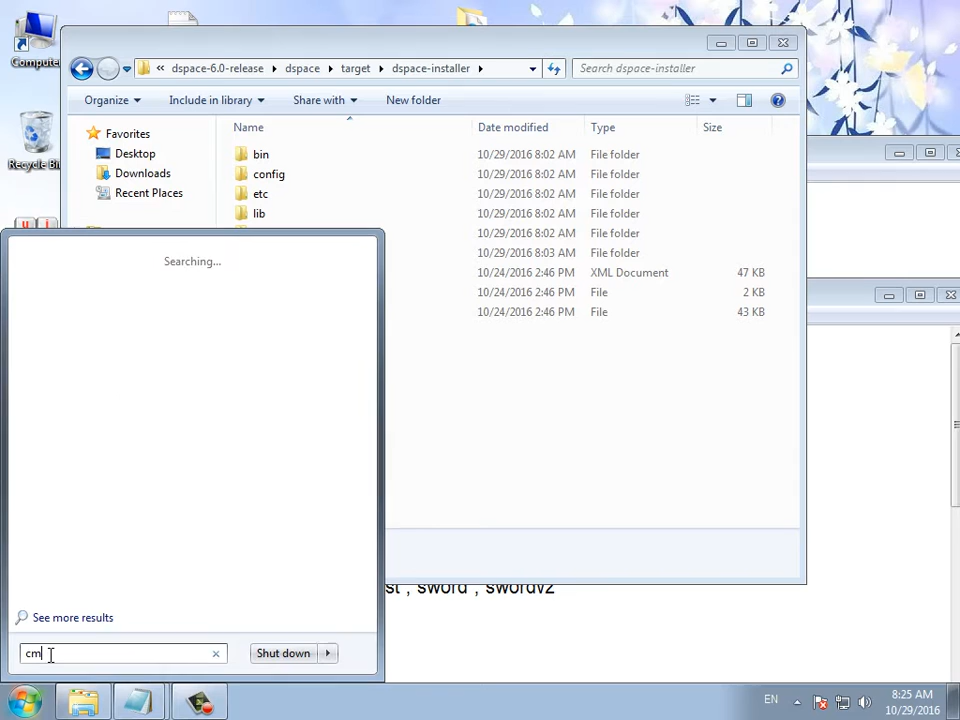 Compute
« dspace-6.0-release dspace target dspace-installer
Search dspace-installer
Organize Include in library Share with New folder
Name Date modified Type Size
Favorites
Desktop
Downloads
Recent Places
bin 10/29/2016 8:02 AM File folder
config 10/29/2016 8:02 AM File folder
etc 10/29/2016 8:02 AM File folder
lib 10/29/2016 8:02 AM File folder
10/29/2016 8:02 AM File folder
10/29/2016 8:03 AM File folder
10/24/2016 2:46 PM XML Document 47 KB
10/24/2016 2:46 PM File 2 KB
10/24/2016 2:46 PM File 43 KB
Recycle Bin
Searching...
st , sword , swordv2
See more results
cm
Shut down
EN
8:25 AM
10/29/2016